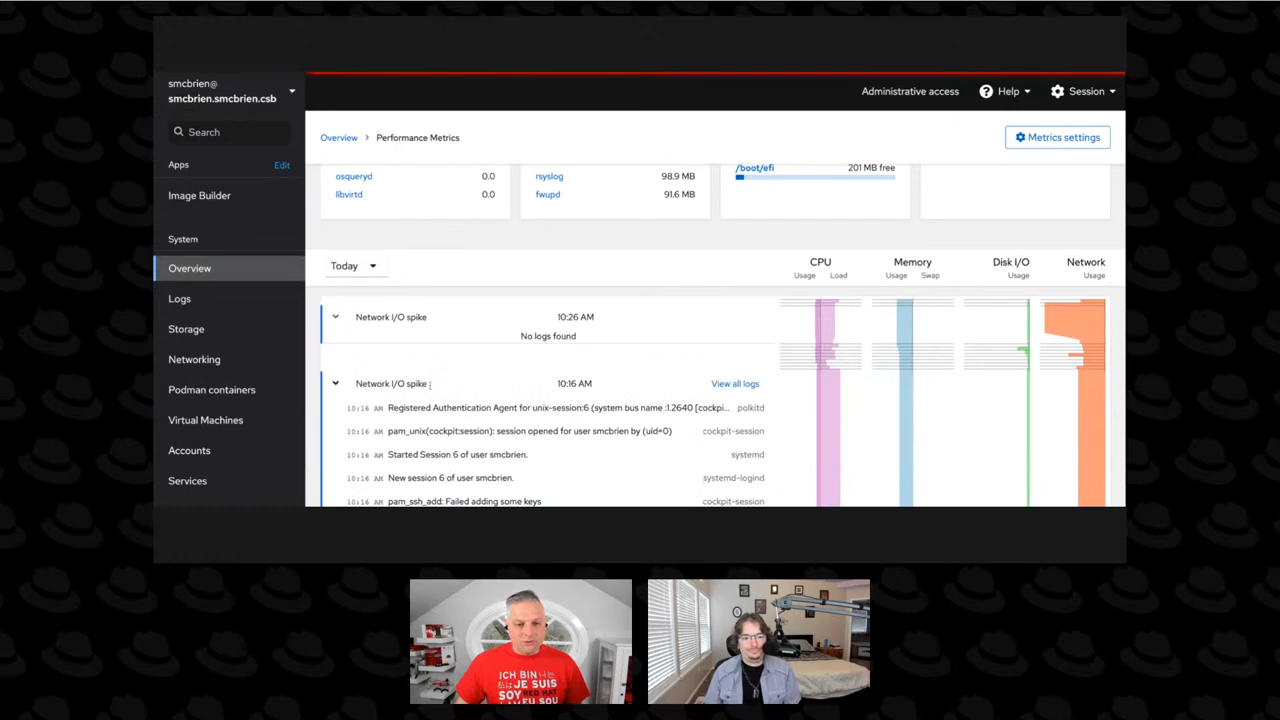 smcbrien@
smcbrien.smcbrien.csb
Administrative access
Help
Session
Search
Overview > Performance Metrics
Metrics settings
Apps
Edit
Image Builder
System
Overview
Logs
Storage
Networking
Podman containers
Virtual Machines
Accounts
Services
osqueryd 0.0
libvirtd 0.0
rsyslog 98.9 MB
fwupd 91.6 MB
/boot/efi 201 MB free
Today
CPU
Usage Load
Memory
Usage Swap
Disk I/O
Usage
Network
Usage
Network I/O spike 10:26 AM
No logs found
Network I/O spike 10:16 AM View all logs
10:16 AM Registered Authentication Agent for unix-session:6 (system bus name :1.2640 [cockpi... polkitd
10:16 AM pam_unix(cockpit:session): session opened for user smcbrien by (uid=0) cockpit-session
10:16 AM Started Session 6 of user smcbrien. systemd
10:16 AM New session 6 of user smcbrien. systemd-logind
10:16 AM pam_ssh_add: Failed adding some keys cockpit-session
ICH BIN
JE SUIS
SOY RED HAT